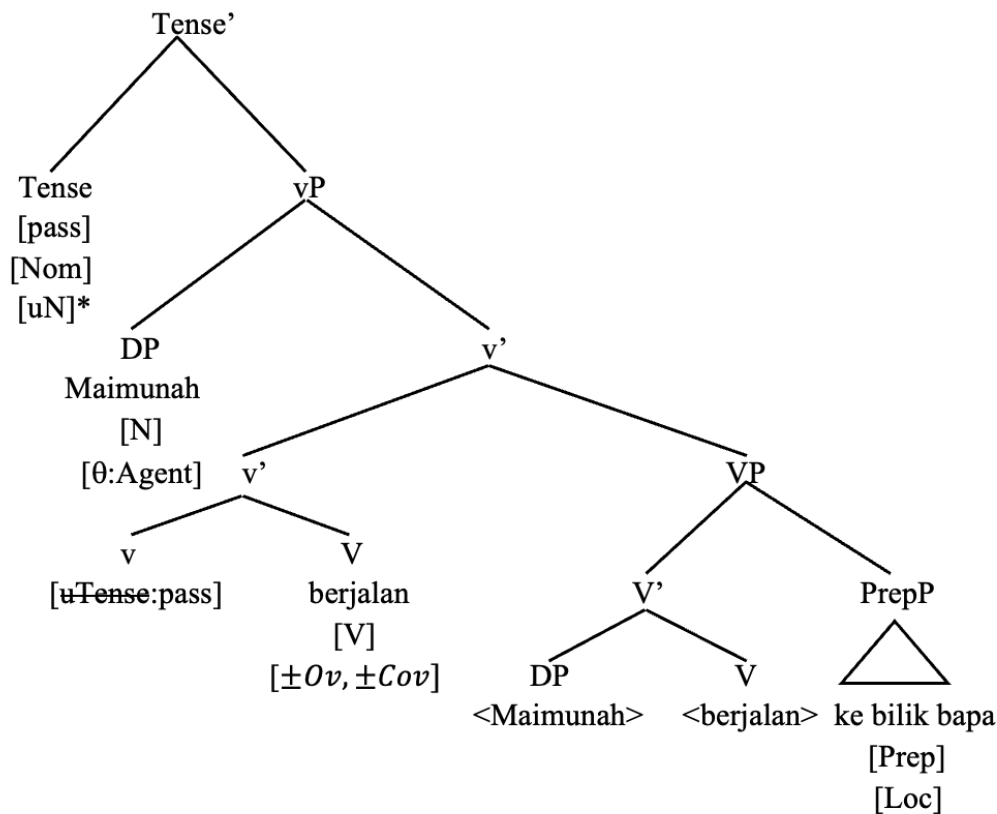 Tense’
Tense
[pass]
[Nom]
[uN]*
vP
DP
Maimunah
[N]
[θ:Agent]
v’
v’
v
[uTense:pass]
V
berjalan
[V]
[±Ov, ±Cov]
VP
V’
DP
<Maimunah>
V
<berjalan>
PrepP
ke bilik bapa
[Prep]
[Loc]